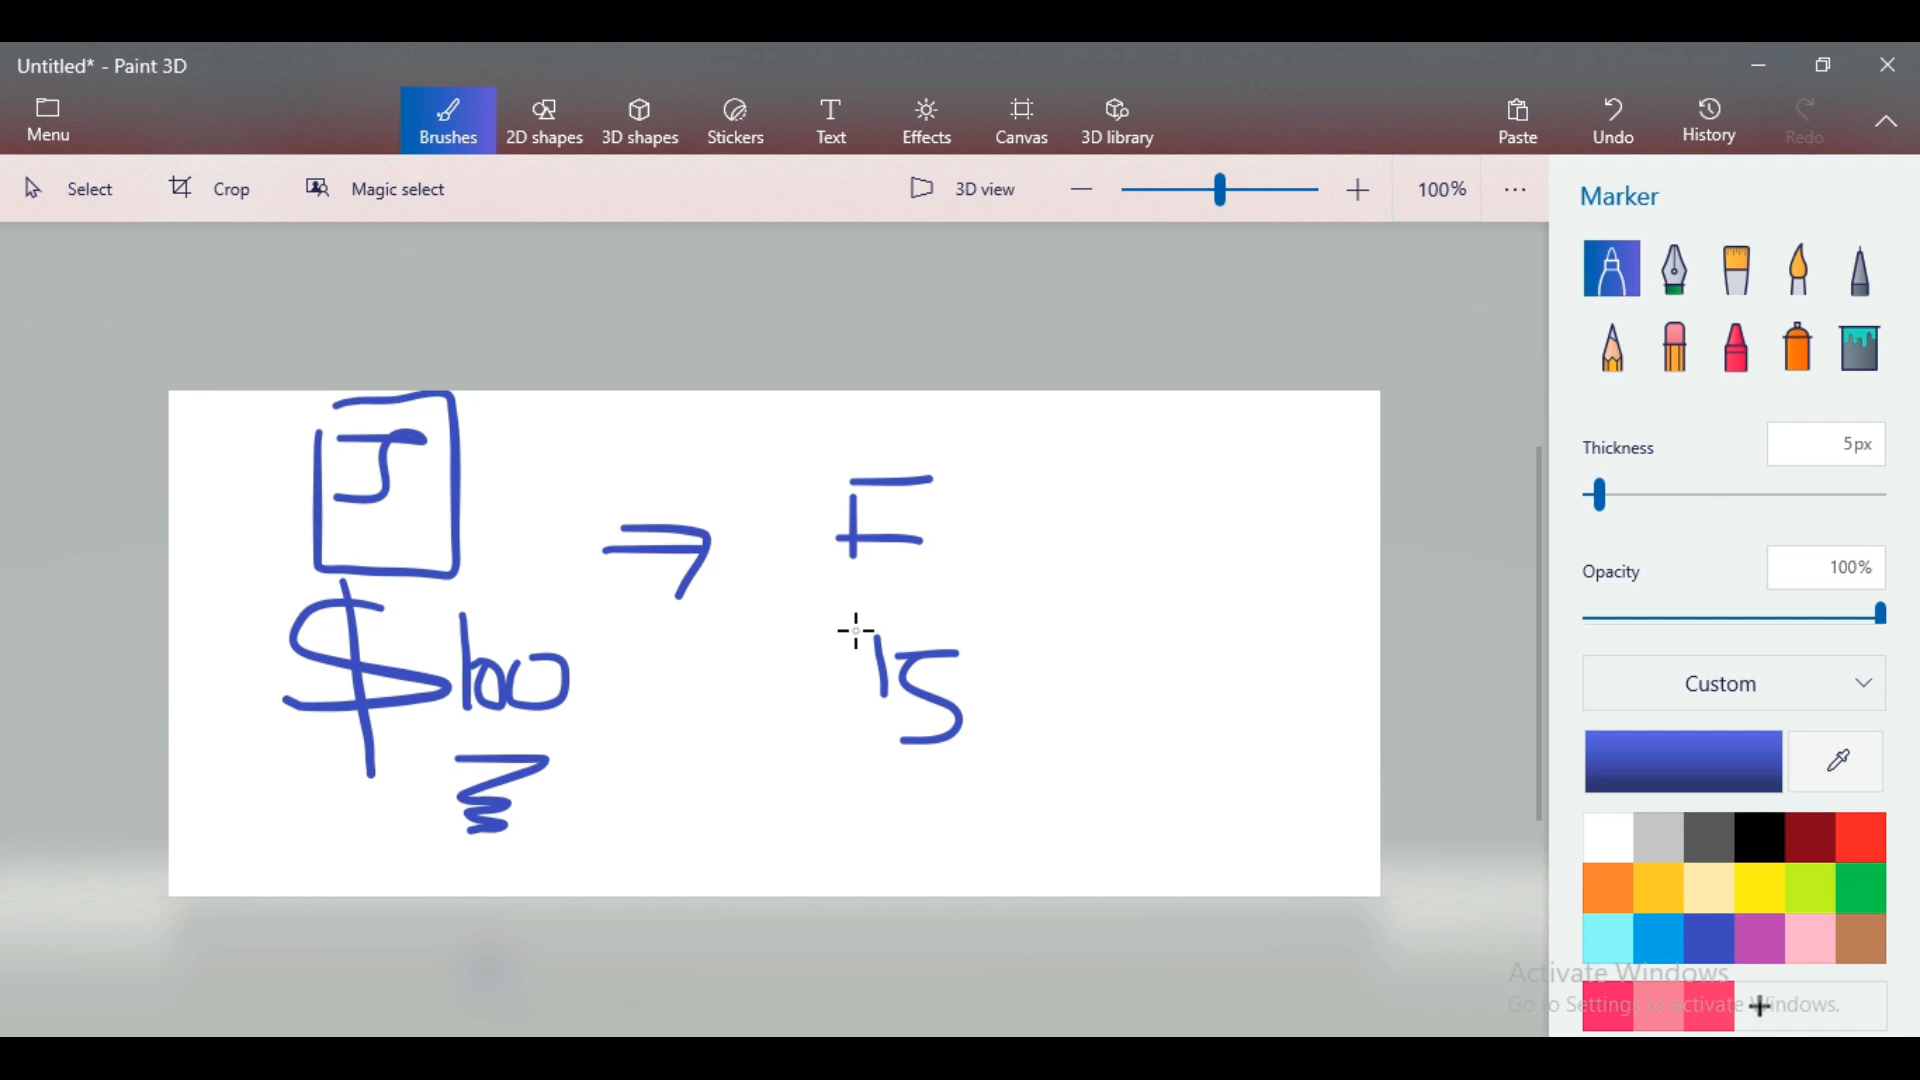 Untitled* - Paint 3D
Menu
Brushes
2D shapes
3D shapes
Stickers
Text
Effects
Canvas
3D library
Paste
Undo
History
Redo
Select
Crop
Magic select
3D view
100%
Marker
Thickness
5px
Opacity
100%
Custom
J
F
$100
15
Activate Windows
Go to Settings to activate Windows.